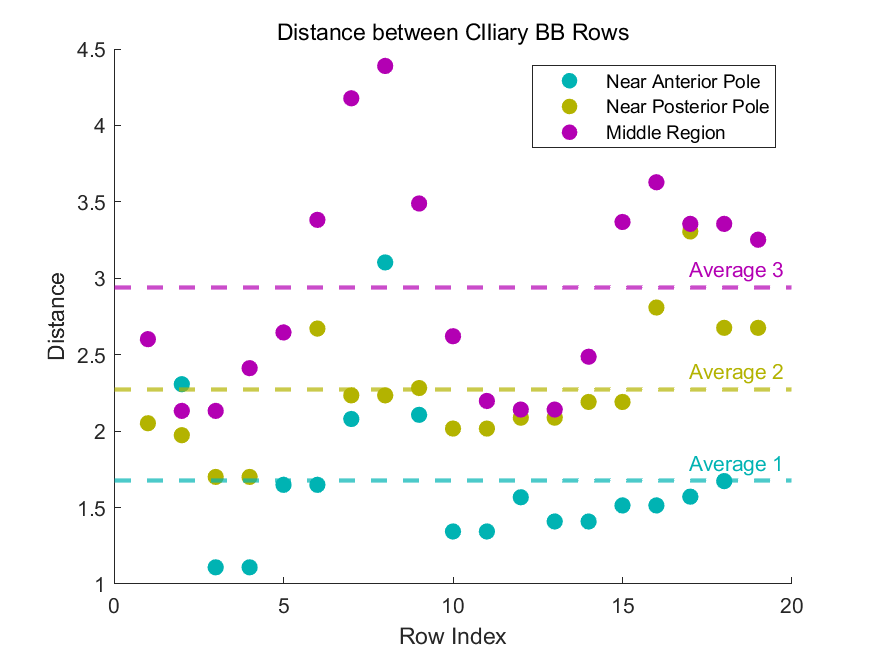 Distance between CIliary BB Rows
4.5
4
3.5
3
2.5
2
1.5
1
0
5
10
15
20
Distance
Row Index
Near Anterior Pole
Near Posterior Pole
Middle Region
Average 3
Average 2
Average 1